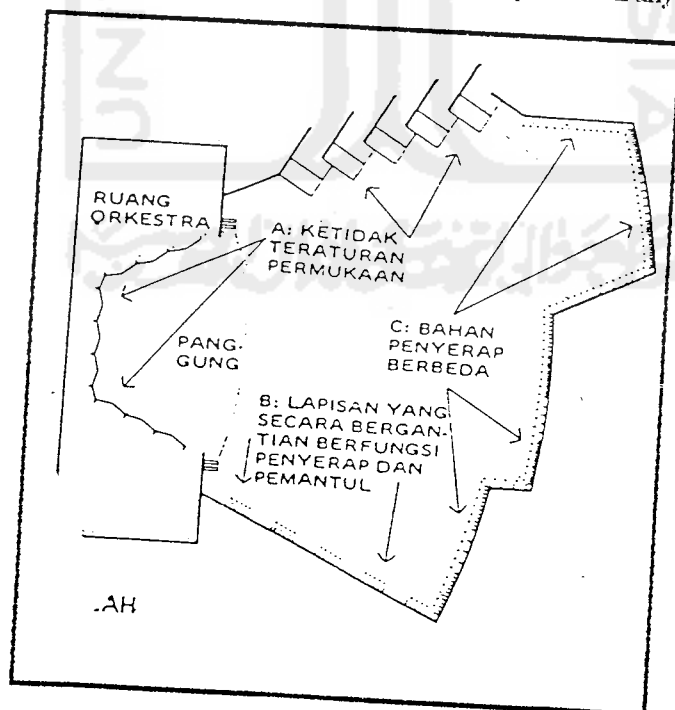 RUANG
ORKESTRA
A: KETIDAK
TERATURAN
PERMUKAAN
PANG-
GUNG
C: BAHAN
PENYERAP
BERBEDA
B: LAPISAN YANG
SECARA BERGAN-
TIAN BERFUNGSI
PENYERAP DAN
PEMANTUL
.AH